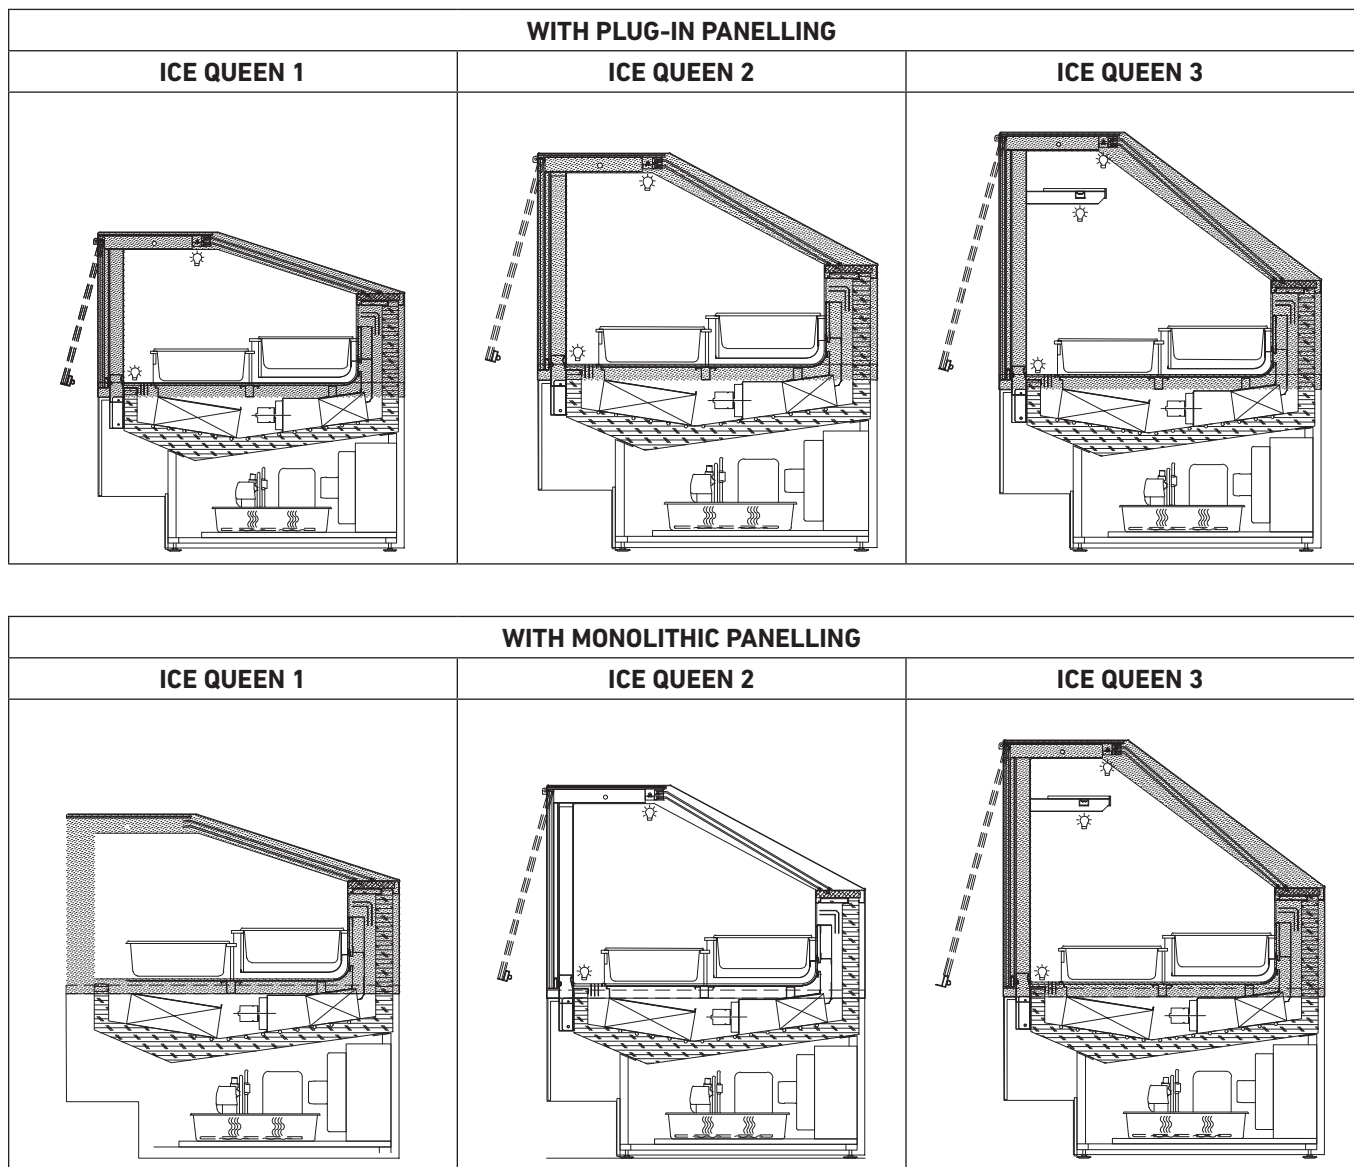 WITH PLUG-IN PANELLING
ICE QUEEN 1
ICE QUEEN 2
ICE QUEEN 3
WITH MONOLITHIC PANELLING
ICE QUEEN 1
ICE QUEEN 2
ICE QUEEN 3